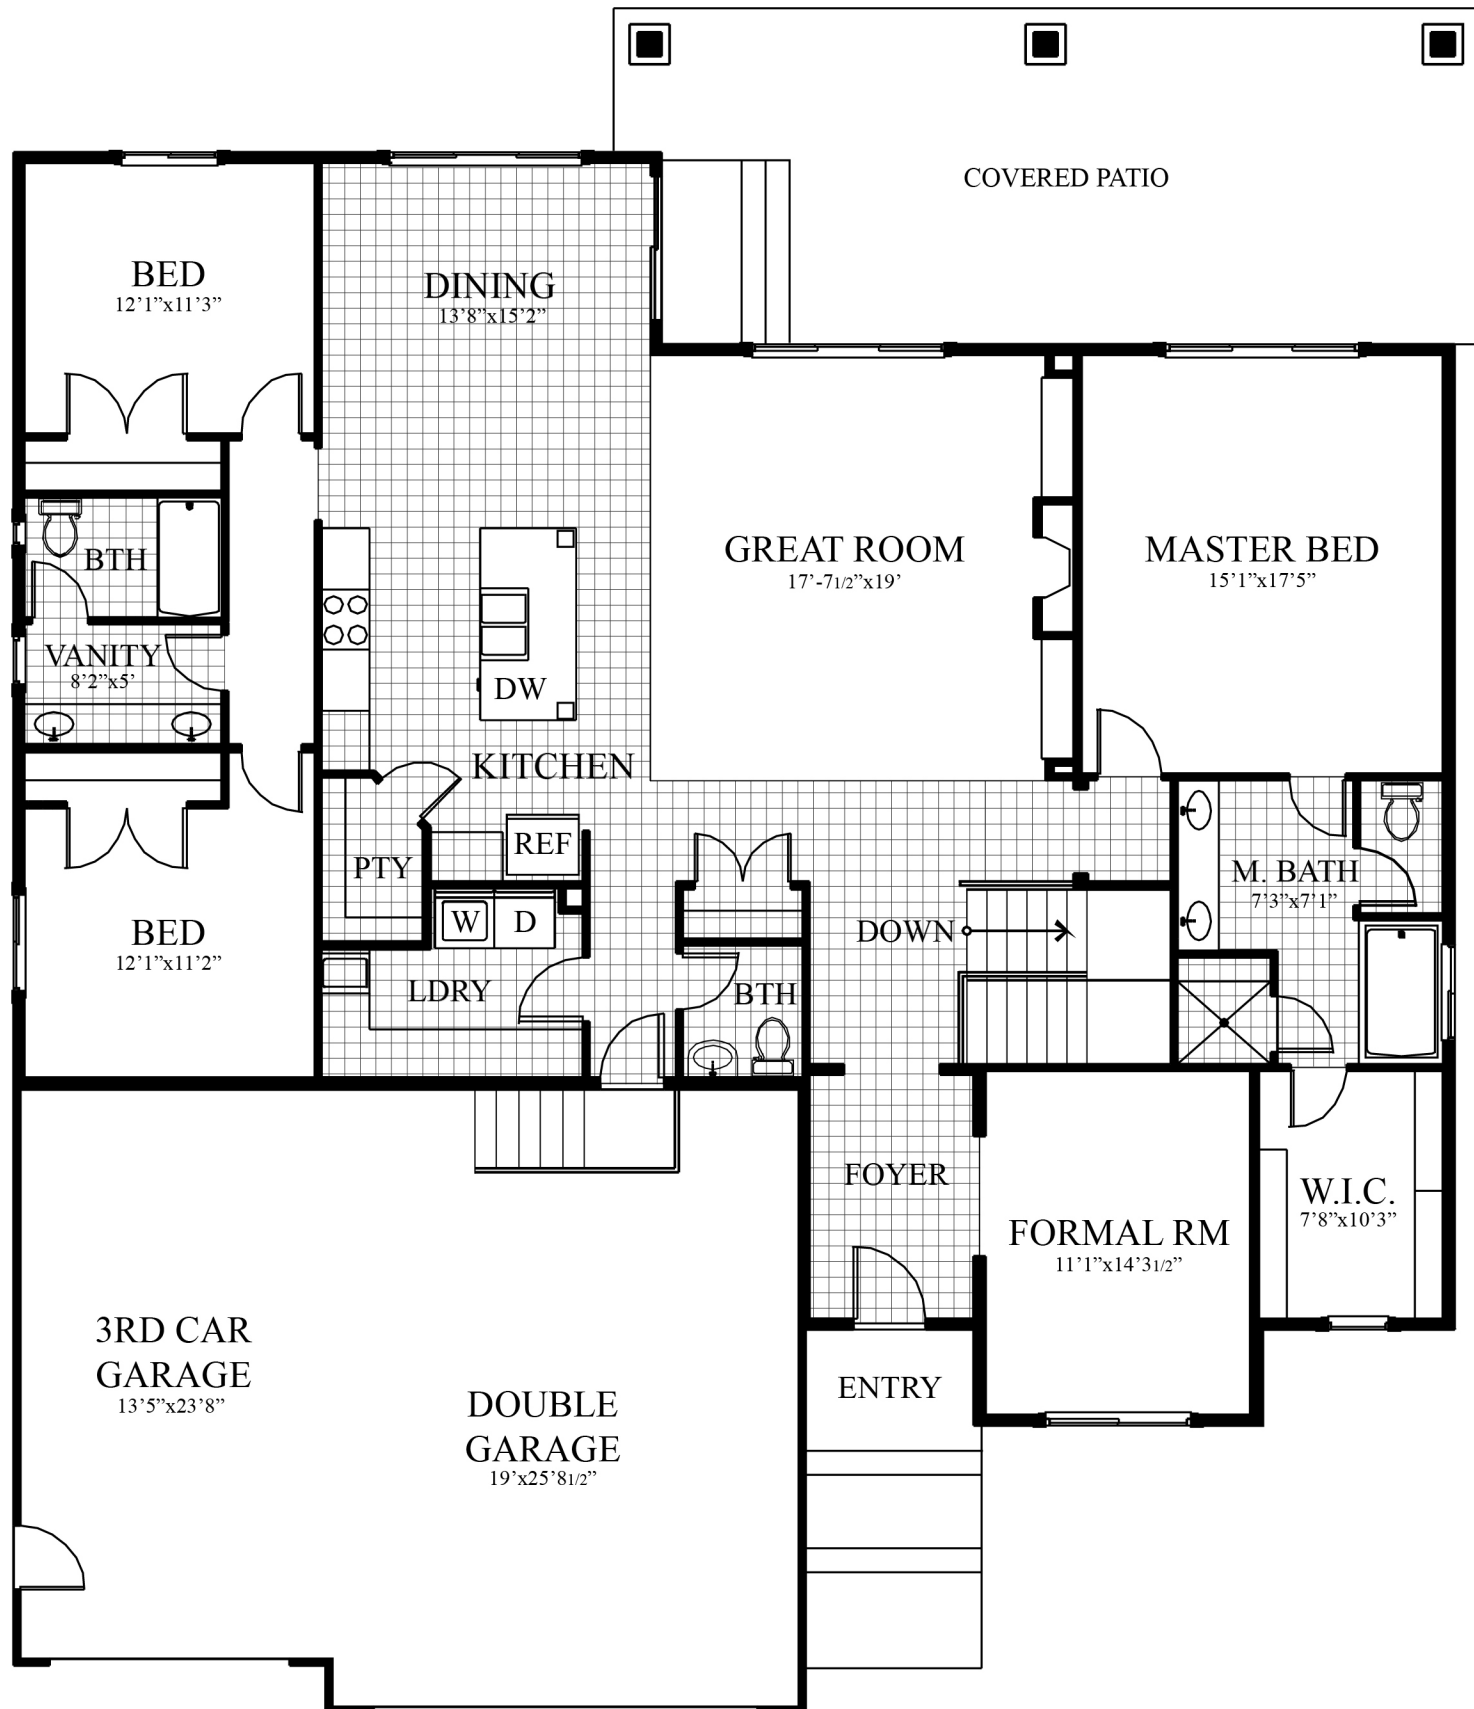 COVERED PATIO
BED
12’1”x11’3”
DINING
13’8”x15’2”
GREAT ROOM
17’-71/2”x19’
MASTER BED
15’1”x17’5”
BTH
VANITY
8’2”x5’
DW
KITCHEN
REF
PTY
M. BATH
7’3”x7’1”
W
D
BED
12’1”x11’2”
DOWN
LDRY
BTH
FOYER
W.I.C.
7’8”x10’3”
FORMAL RM
11’1”x14’31/2”
3RD CAR
GARAGE
13’5”x23’8”
ENTRY
DOUBLE
GARAGE
19’x25’81/2”